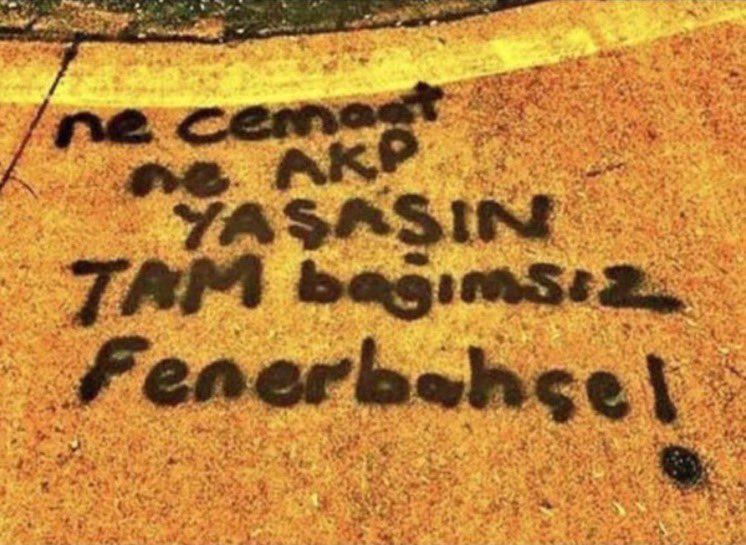 ne cemaat
ne AKP
YAŞASIN
TAM bağımsız
Fenerbahçe!